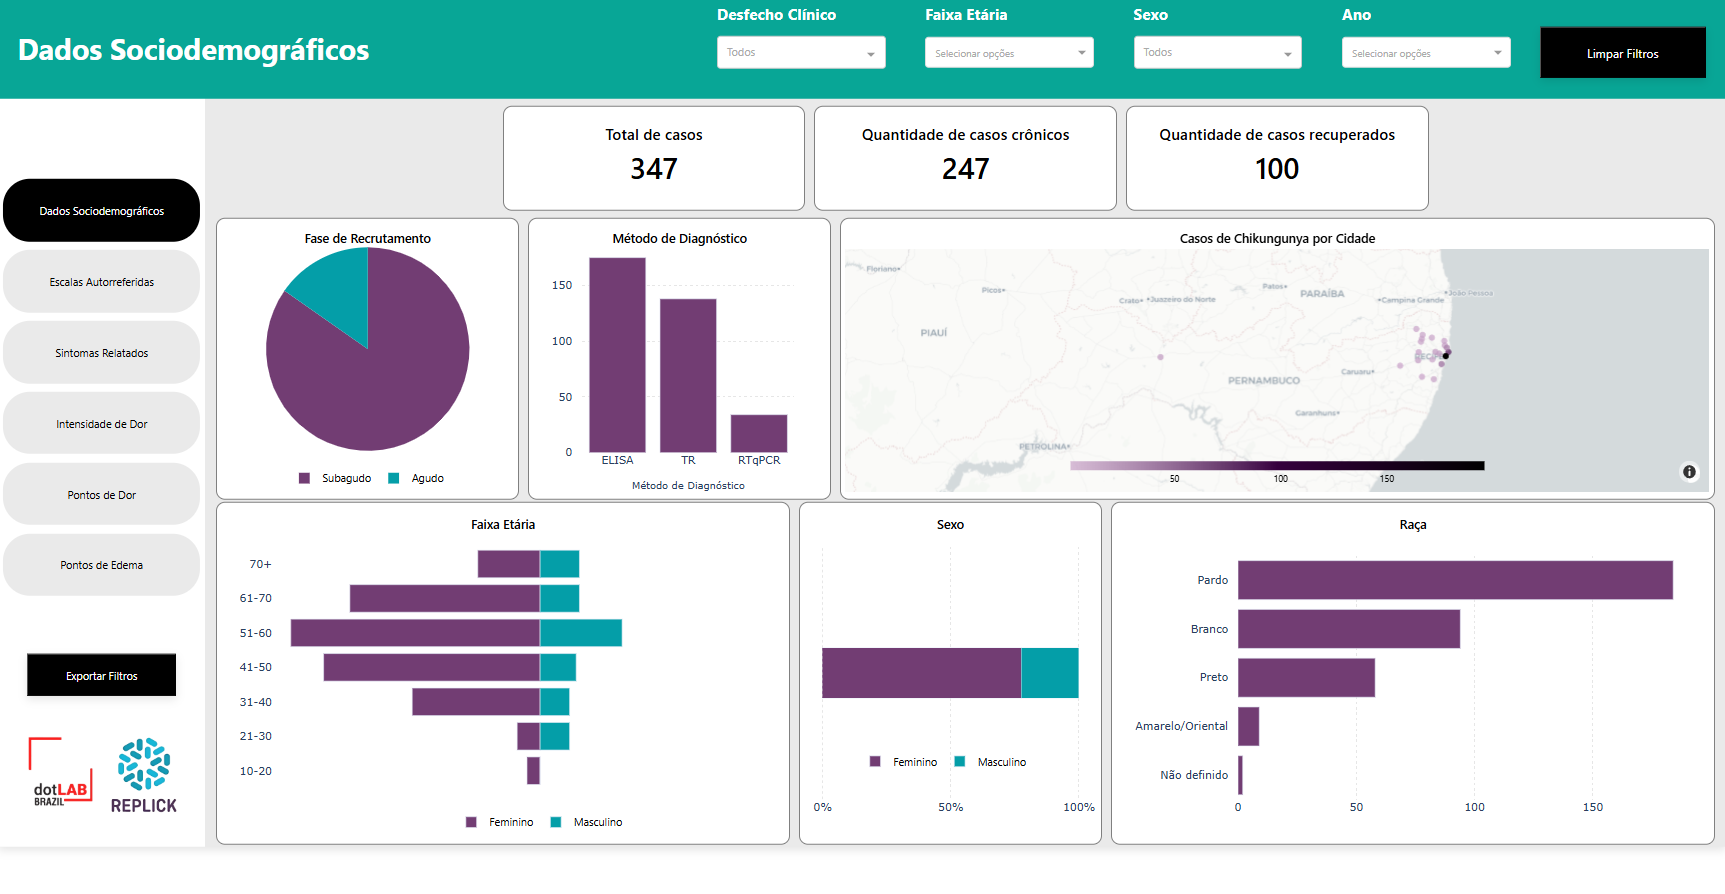 Dados Sociodemográficos
Desfecho Clínico
Faixa Etária
Sexo
Ano
Todos
Selecionar opções
Todos
Selecionar opções
Limpar Filtros
Dados Sociodemográficos
Escalas Autorreferidas
Sintomas Relatados
Intensidade de Dor
Pontos de Dor
Pontos de Edema
Exportar Filtros
dotLAB
BRAZIL
REPLICK
Total de casos
347
Quantidade de casos crônicos
247
Quantidade de casos recuperados
100
Fase de Recrutamento
Subagudo
Agudo
Método de Diagnóstico
150
100
50
0
ELISA
TR
RTqPCR
Método de Diagnóstico
Casos de Chikungunya por Cidade
Floriano
Picos
Crato
Juazeiro do Norte
Patos
PARAÍBA
Campina Grande
João Pessoa
PIAUÍ
RECIFE
PERNAMBUCO
Caruaru
Garanhuns
PETROLINA
50
100
150
Faixa Etária
70+
61-70
51-60
41-50
31-40
21-30
10-20
Feminino
Masculino
Sexo
Feminino
Masculino
0%
50%
100%
Raça
Pardo
Branco
Preto
Amarelo/Oriental
Não definido
0
50
100
150